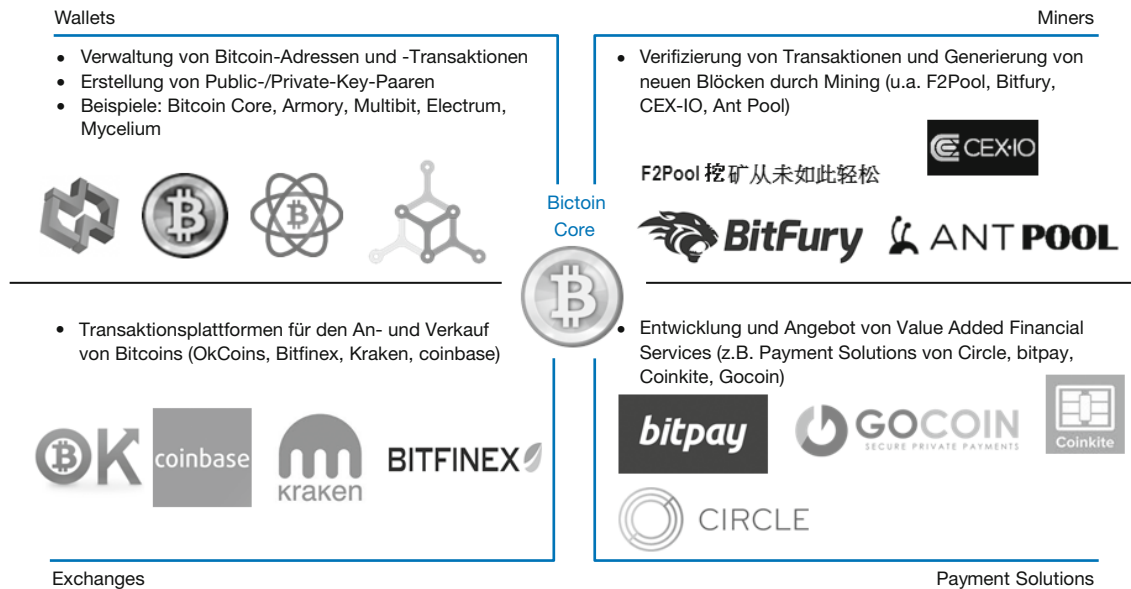 Wallets
• Verwaltung von Bitcoin-Adressen und -Transaktionen
• Erstellung von Public-/Private-Key-Paaren
• Beispiele: Bitcoin Core, Armory, Multibit, Electrum,
Mycelium
Miners
• Verifizierung von Transaktionen und Generierung von
neuen Blöcken durch Mining (u.a. F2Pool, Bitfury,
CEX-IO, Ant Pool)
CEX·IO
F2Pool 挖矿从未如此轻松
BitFury
ANTPOOL
Bictoin
Core
• Transaktionsplattformen für den An- und Verkauf
von Bitcoins (OkCoins, Bitfinex, Kraken, coinbase)
OK
coinbase
kraken
BITFINEX
Exchanges
• Entwicklung und Angebot von Value Added Financial
Services (z.B. Payment Solutions von Circle, bitpay,
Coinkite, Gocoin)
bitpay
GOCOIN
SECURE PRIVATE PAYMENTS
Coinkite
CIRCLE
Payment Solutions